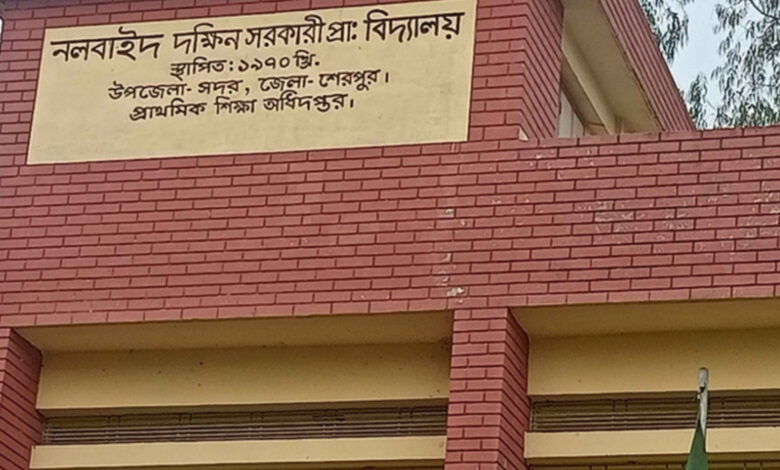 নলবাইদ দক্ষিন সরকারী প্রা: বিদ্যালয়
স্থাপিত: ১৯৭০ খ্রি.
উপজেলা- সদর, জেলা- শেরপুর।
প্রাথমিক শিক্ষা অধিদপ্তর।